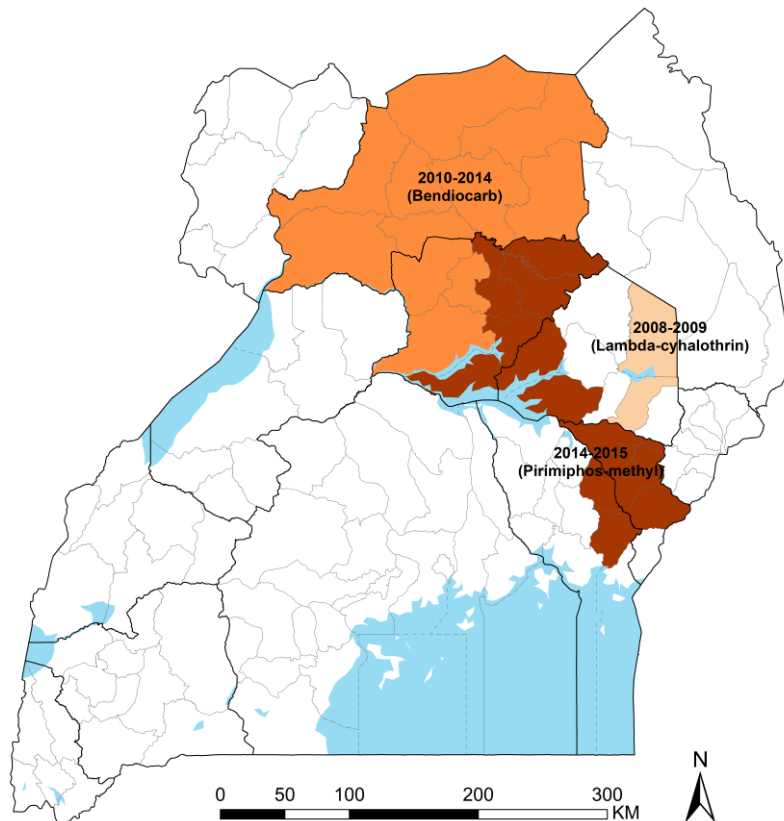 2010-2014
(Bendiocarb)
2008-2009
(Lambda-cyhalothrin)
2014-2015
(Pirimiphos-methyl)
N
0 50 100 200 300
KM